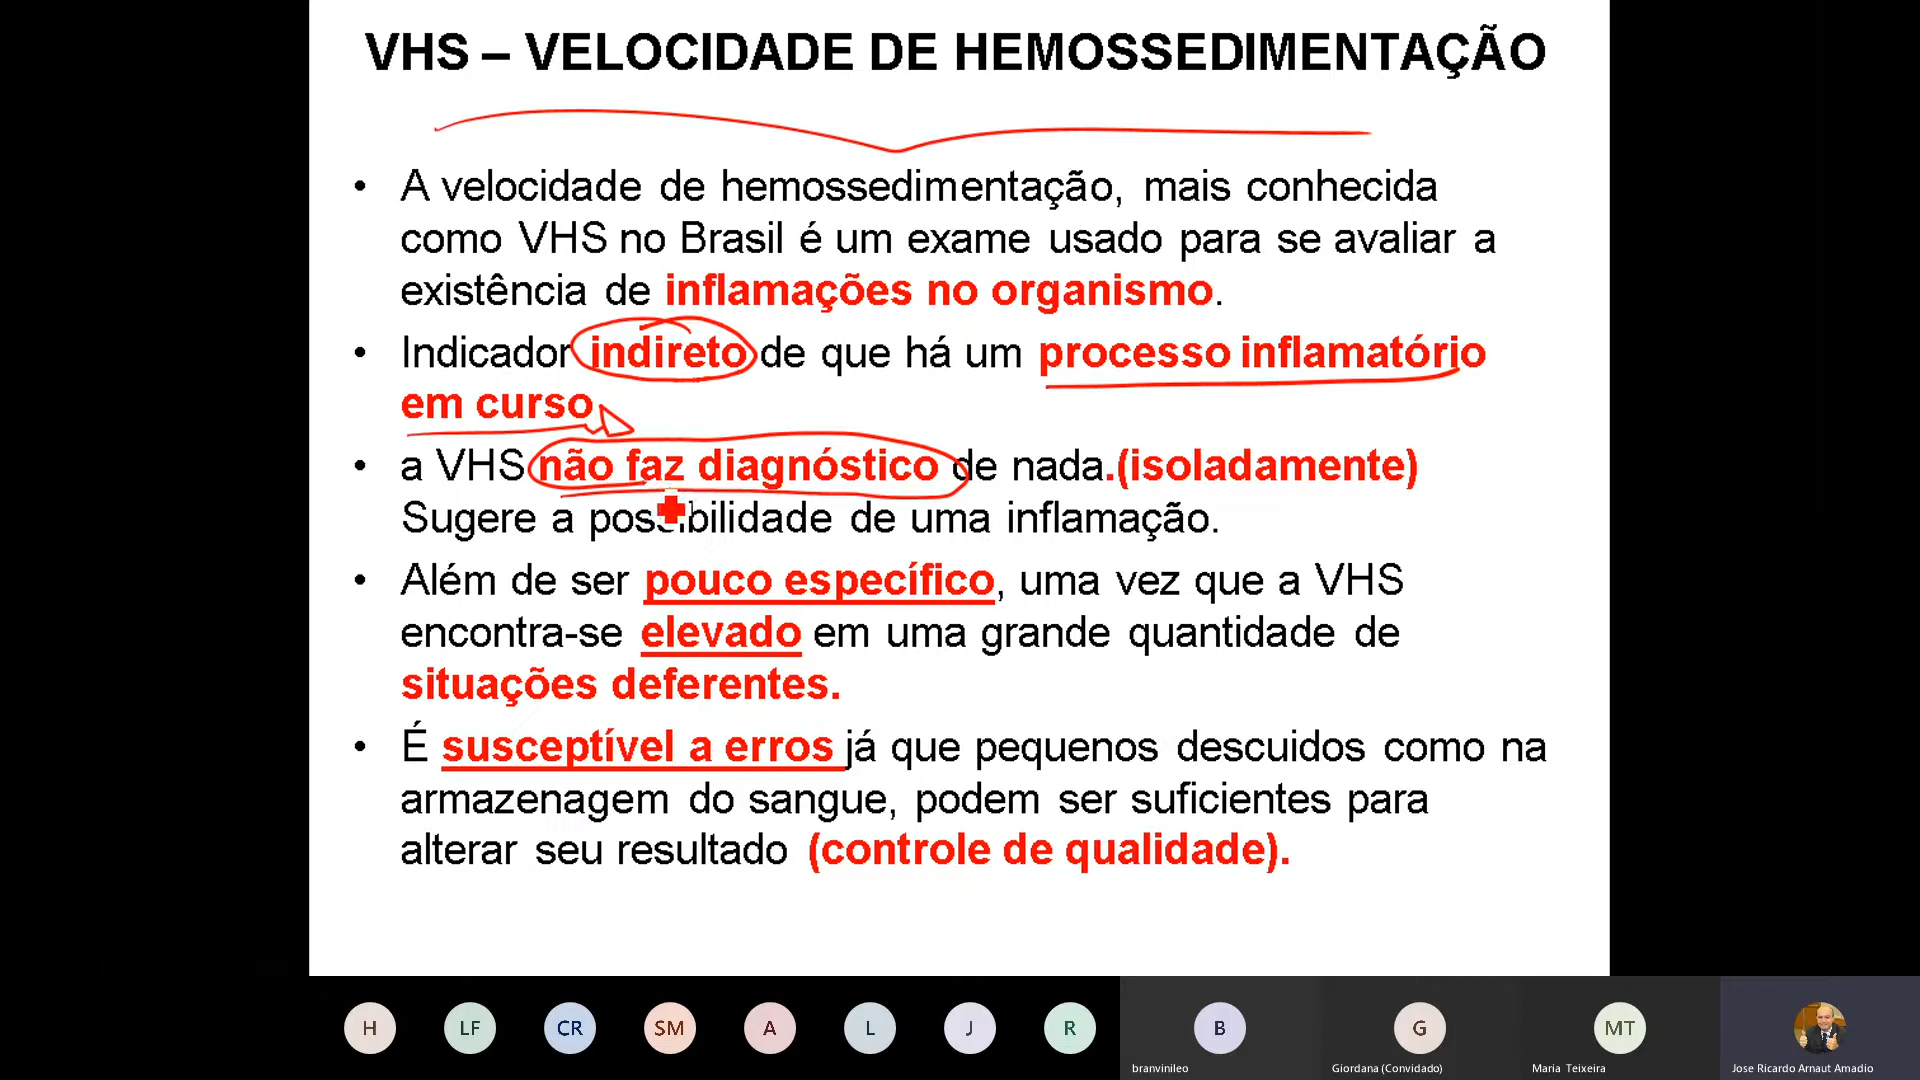 VHS – VELOCIDADE DE HEMOSSEDIMENTAÇÃO
• A velocidade de hemossedimentação, mais conhecida
como VHS no Brasil é um exame usado para se avaliar a
existência de inflamações no organismo.
• Indicador indireto de que há um processo inflamatório
em curso
• a VHS não faz diagnóstico de nada.(isoladamente)
Sugere a possibilidade de uma inflamação.
• Além de ser pouco específico, uma vez que a VHS
encontra-se elevado em uma grande quantidade de
situações deferentes.
• É susceptível a erros já que pequenos descuidos como na
armazenagem do sangue, podem ser suficientes para
alterar seu resultado (controle de qualidade).
H LF CR SM A L J R B G MT
branvinileo Giordana (Convidado) Maria Teixeira Jose Ricardo Arnaut Amadio